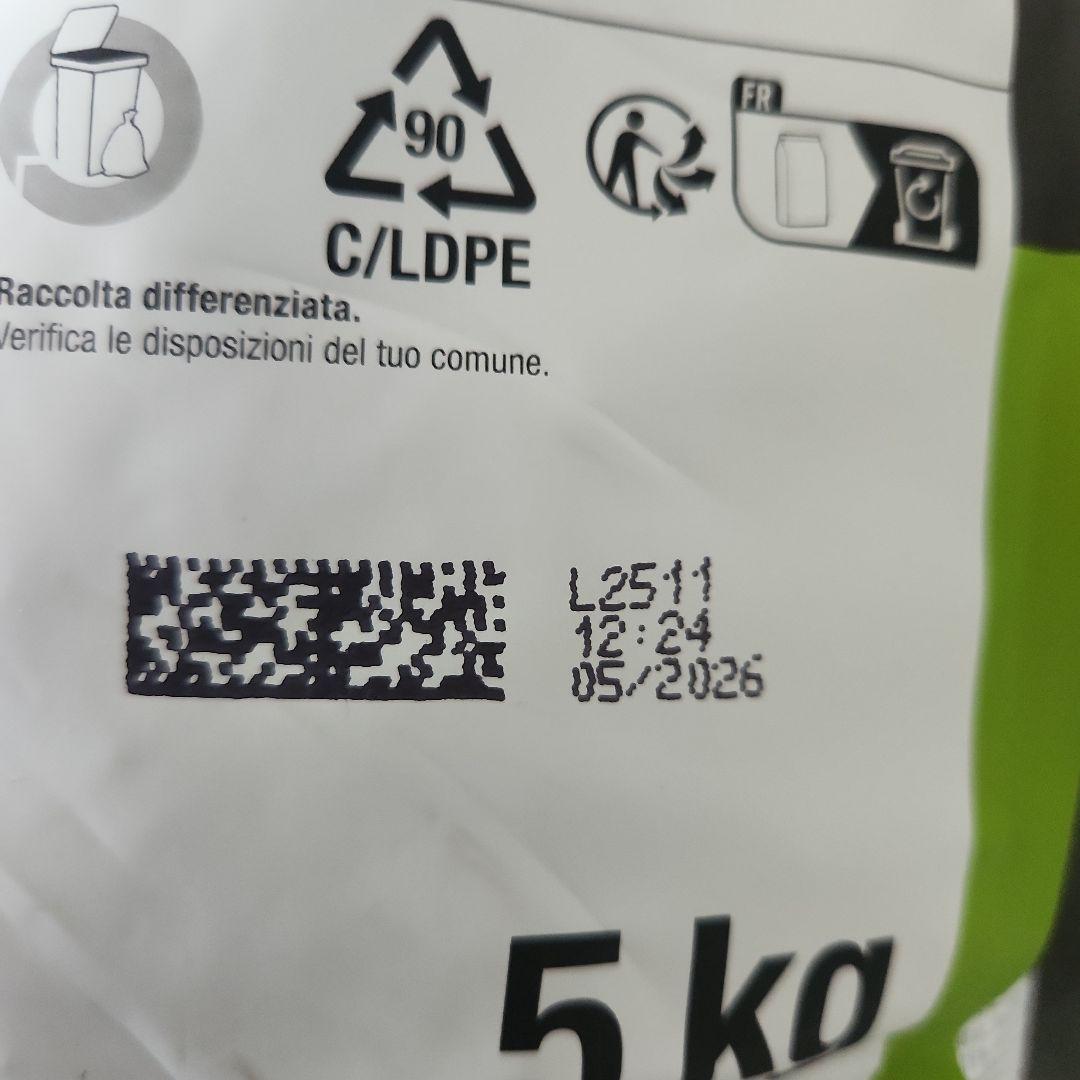 90
C/LDPE
FR
Raccolta differenziata.
Verifica le disposizioni del tuo comune.
L2511
12:24
05/2026
5 kg